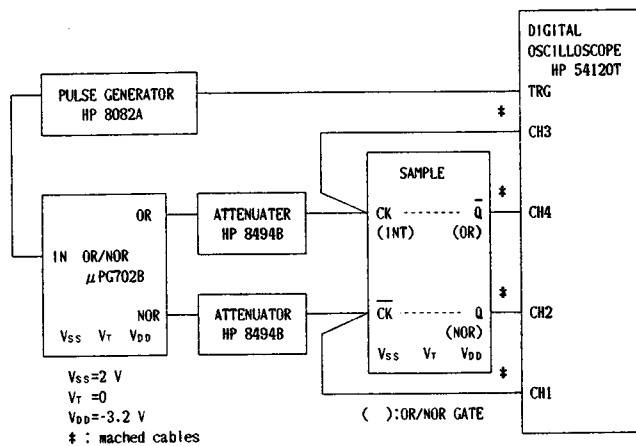 DIGITAL
OSCILLOSCOPE
HP 54120T
PULSE GENERATOR
HP 8082A
TRG
‡
CH3
SAMPLE
‡
OR
ATTENUATER
HP 8494B
CK -------- Q̅
CH4
(INT) (OR)
IN OR/NOR
μPG702B
‡
NOR
ATTENUATOR
HP 8494B
C̅K̅ -------- Q
CH2
(NOR)
VSS VT VDD
VSS VT VDD
‡
VSS=2 V
CH1
VT =0
VDD=-3.2 V
( ):OR/NOR GATE
‡ : mached cables